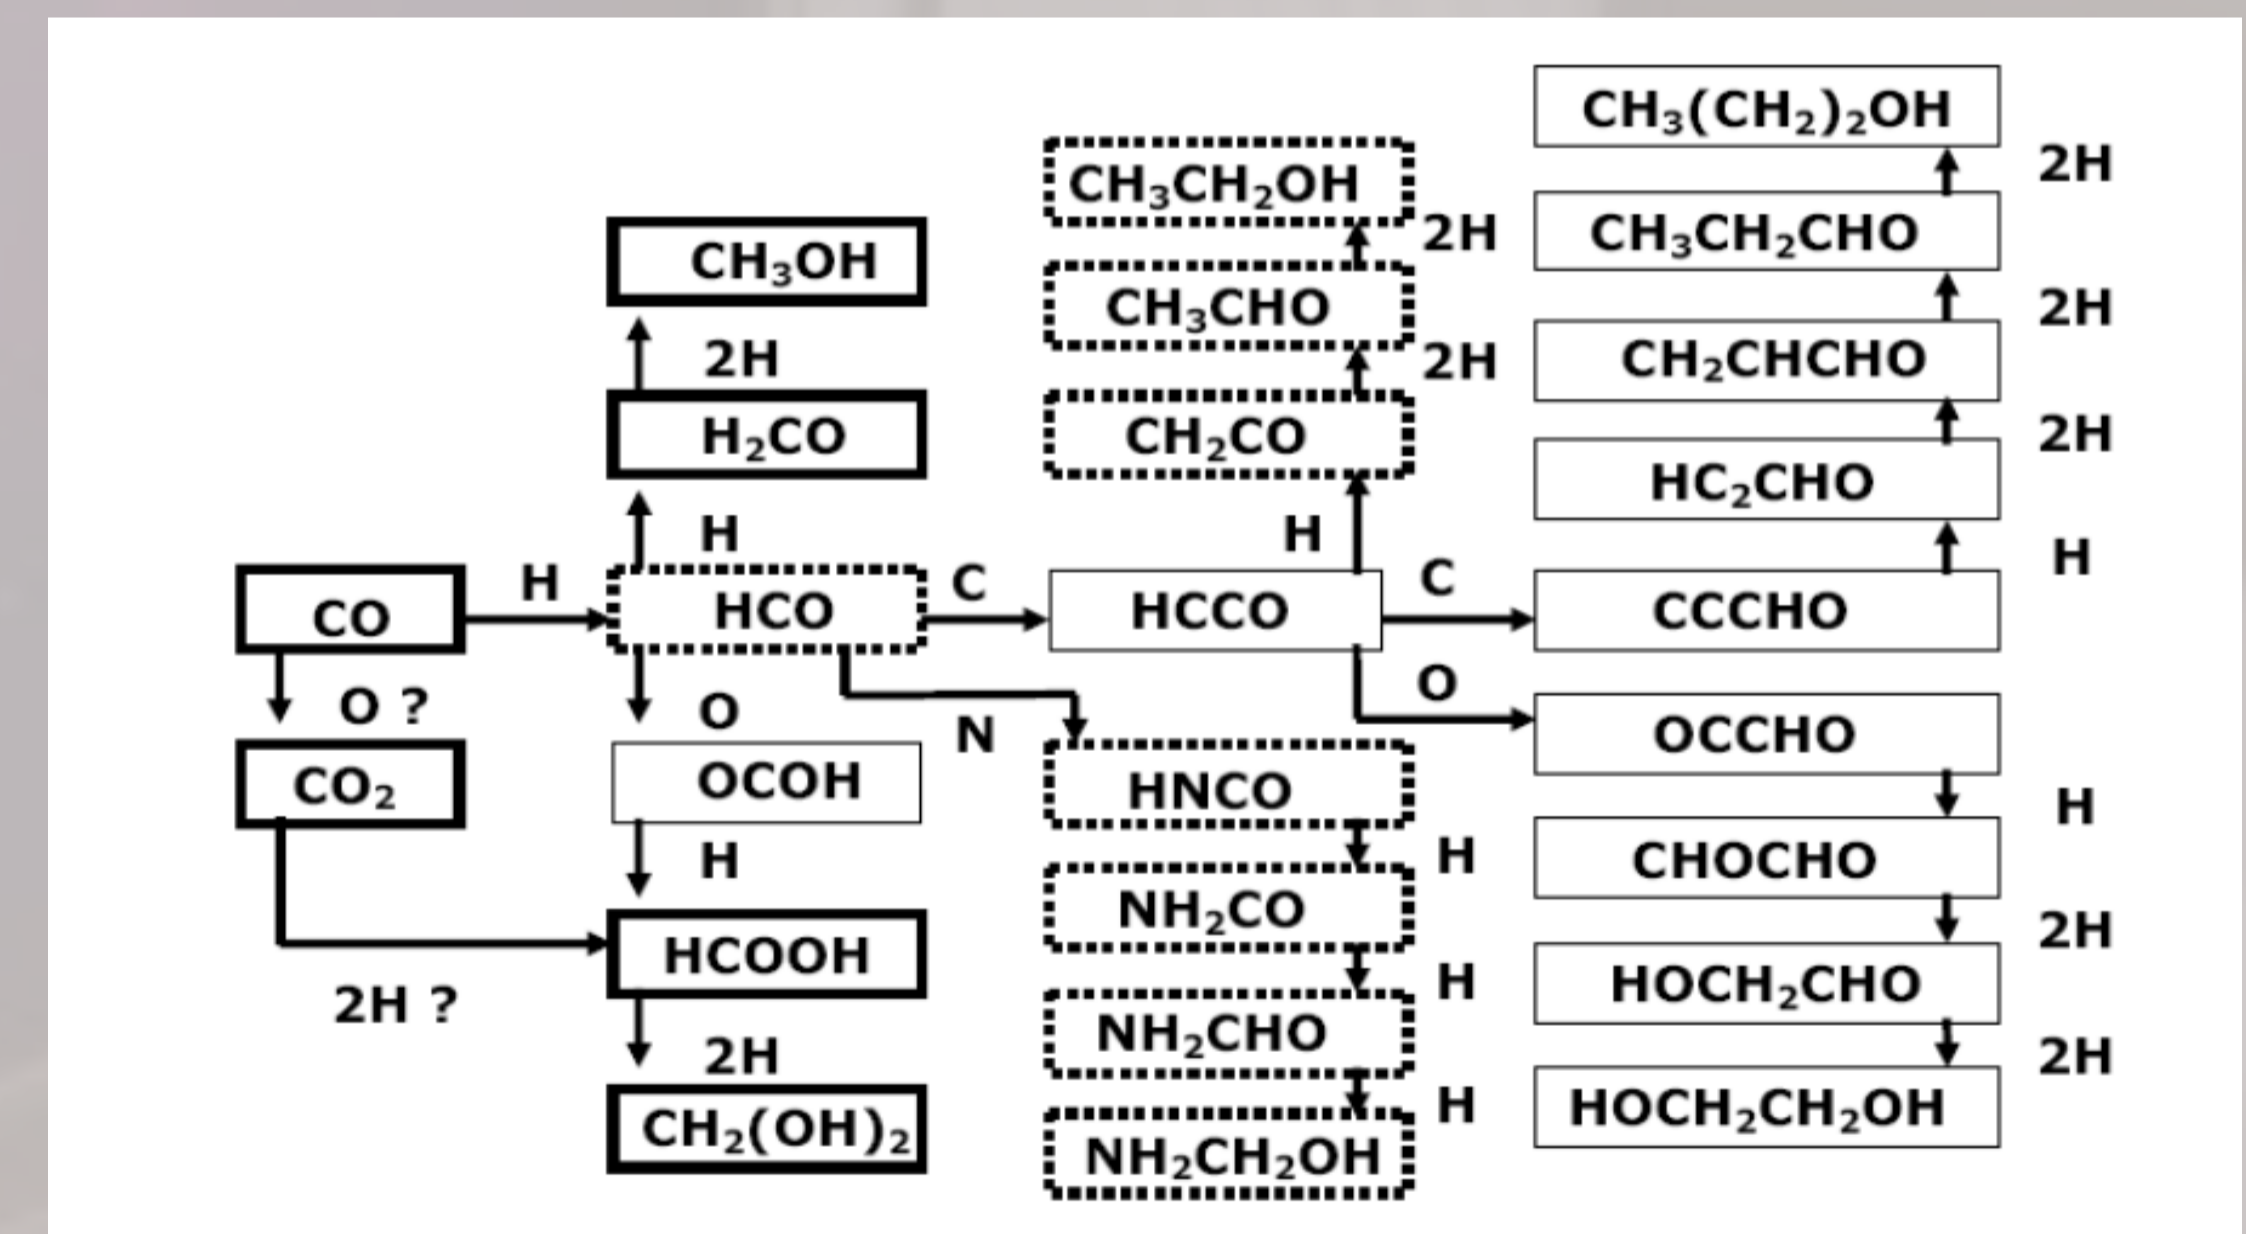 CH₃(CH₂)₂OH
2H
CH₃CH₂OH
CH₃CH₂CHO
2H
CH₃OH
CH₃CHO
2H
2H
CH₂CHCHO
2H
H₂CO
CH₂CO
2H
HC₂CHO
H
H
H
CO
H
HCO
C
HCCO
C
CCCHO
O ?
O
N
O
OCCHO
CO₂
OCOH
HNCO
H
H
H
CHOCHO
HCOOH
NH₂CO
2H
2H ?
H
HOCH₂CHO
2H
NH₂CHO
2H
CH₂(OH)₂
H
HOCH₂CH₂OH
NH₂CH₂OH